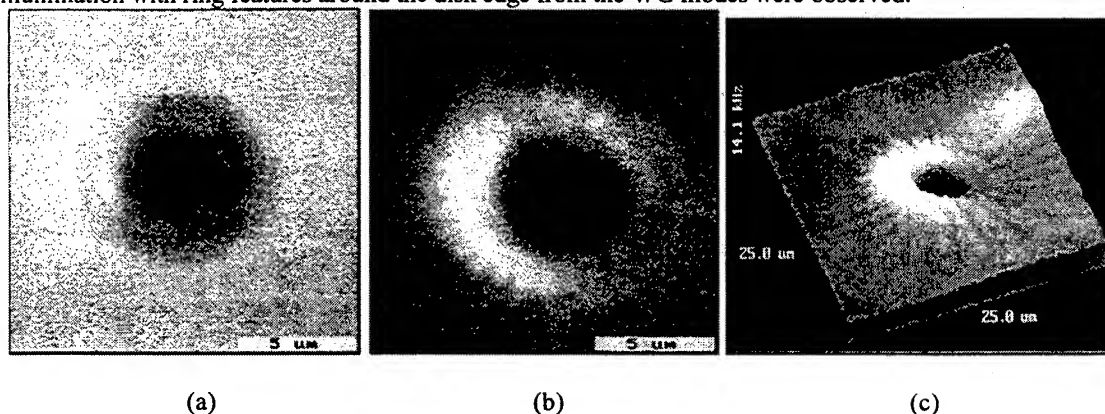 illumination with ring features around the disk edge from the WG modes were observed.
5 um
5 um
14.1 kHz
25.0 um
25.0 um
(a)
(b)
(c)